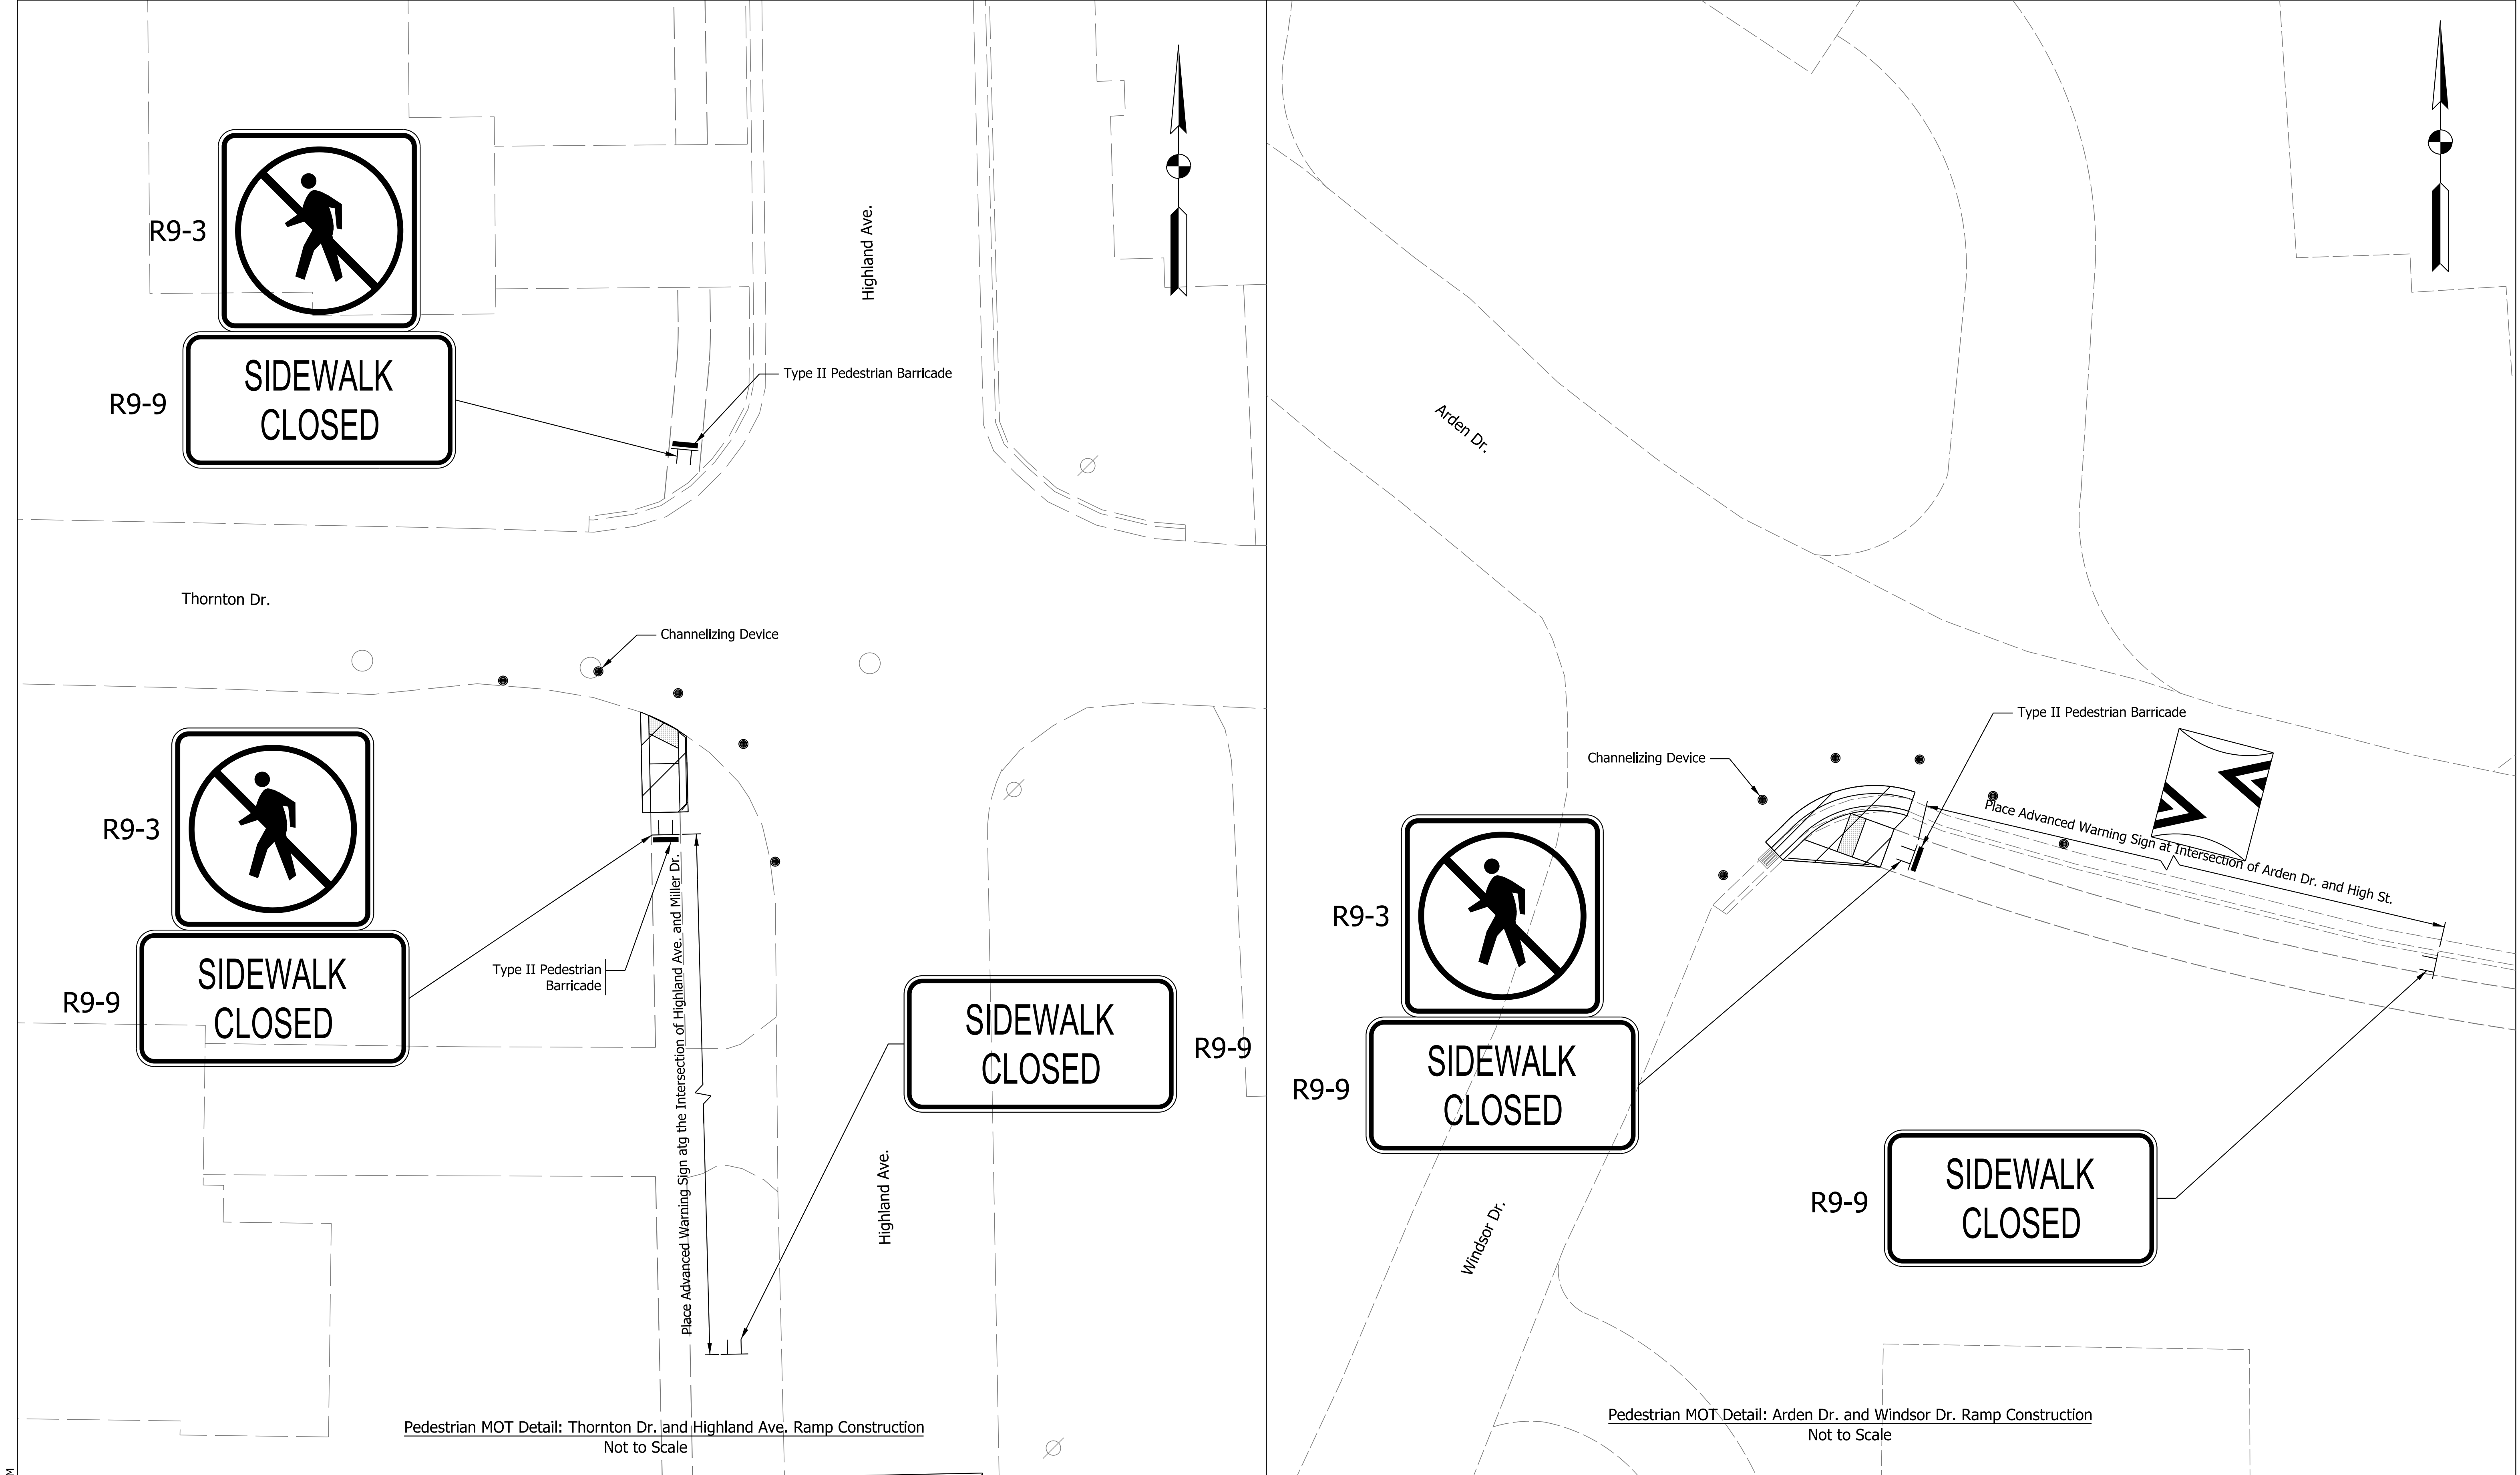 R9-3
R9-9
SIDEWALK
CLOSED
Highland Ave.
Type II Pedestrian Barricade
Thornton Dr.
Channelizing Device
R9-3
R9-9
SIDEWALK
CLOSED
Type II Pedestrian
Barricade
Place Advanced Warning Sign atg the Intersection of Highland Ave. and Miller Dr.
SIDEWALK
CLOSED
R9-9
Highland Ave.
Pedestrian MOT Detail: Thornton Dr. and Highland Ave. Ramp Construction
Not to Scale
M
Arden Dr.
Type II Pedestrian Barricade
Channelizing Device
Place Advanced Warning Sign at Intersection of Arden Dr. and High St.
R9-3
R9-9
SIDEWALK
CLOSED
R9-9
SIDEWALK
CLOSED
Windsor Dr.
Pedestrian MOT Detail: Arden Dr. and Windsor Dr. Ramp Construction
Not to Scale